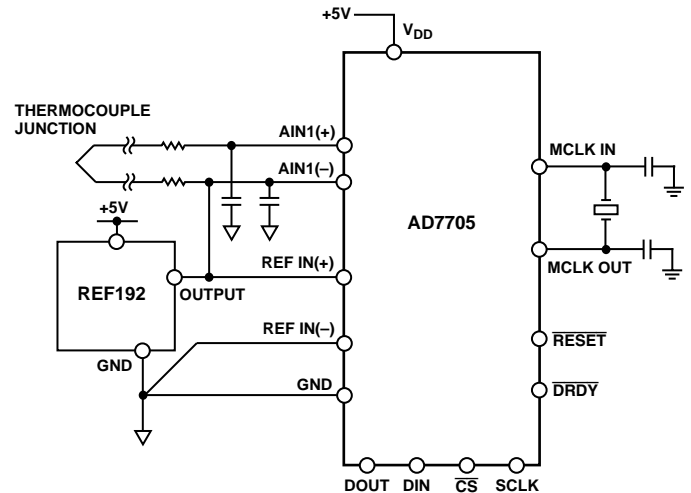 +5V
V_DD
THERMOCOUPLE
JUNCTION
AIN1(+)
AIN1(–)
MCLK IN
+5V
AD7705
REF192
OUTPUT
REF IN(+)
MCLK OUT
REF IN(–)
GND
GND
RESET
DRDY
DOUT DIN CS SCLK